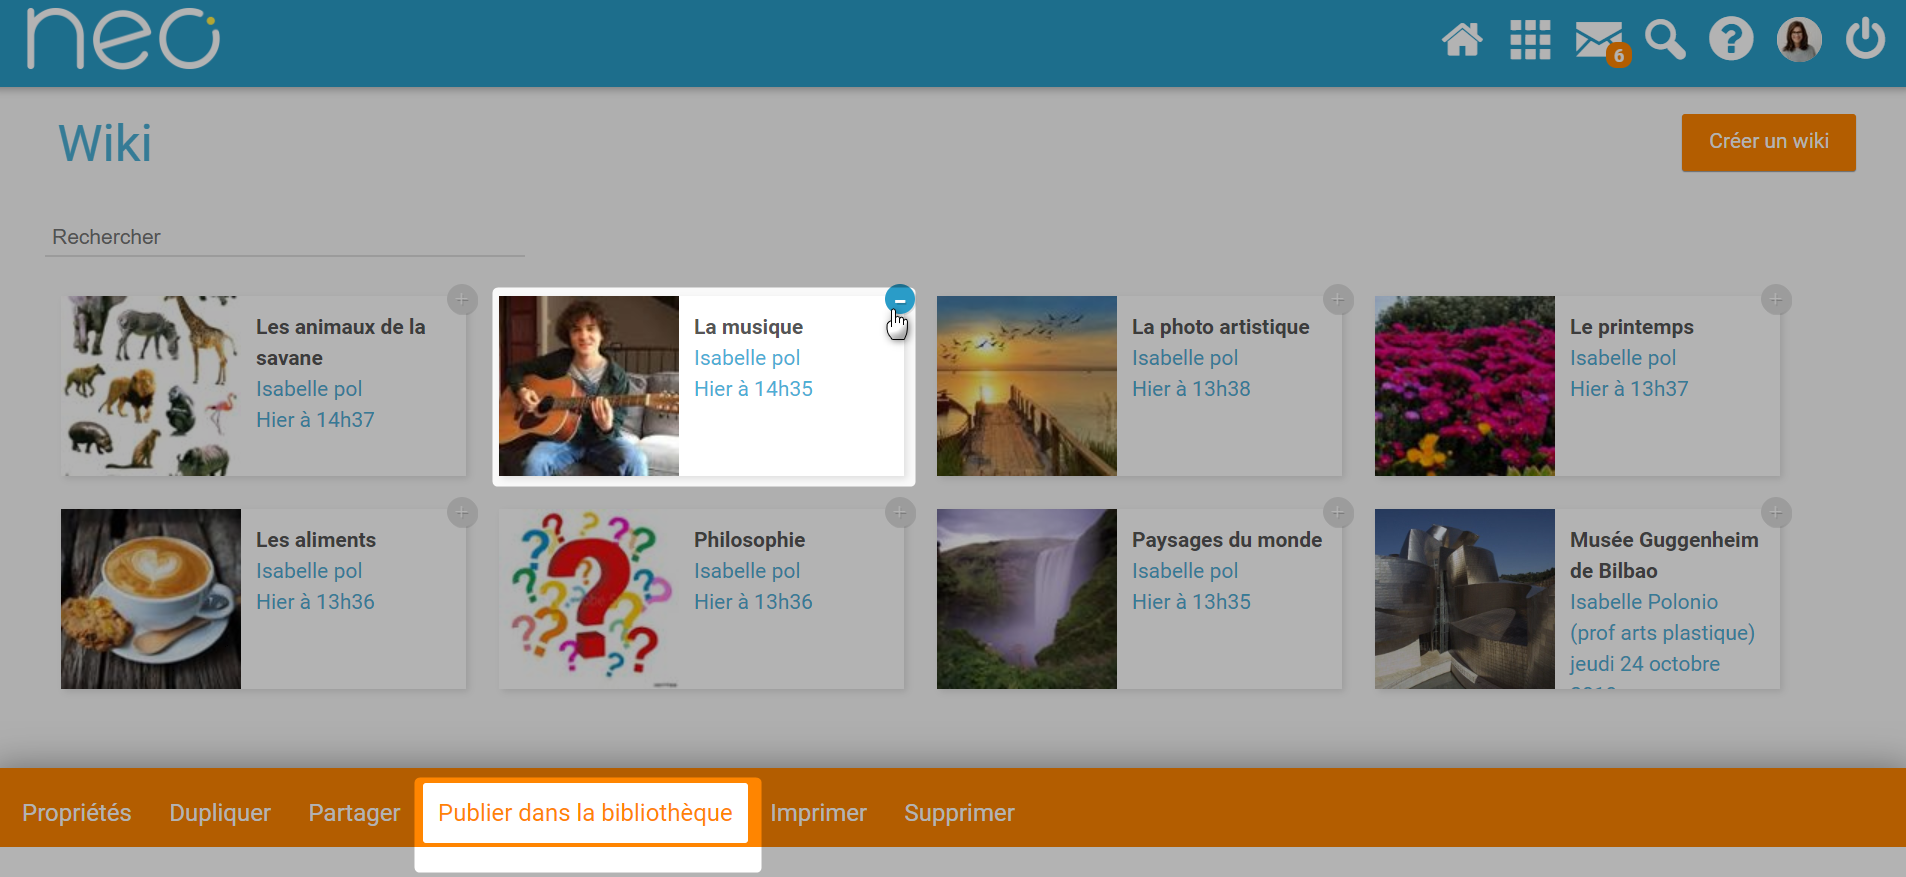 neo
6
Wiki
Créer un wiki
Rechercher
Les animaux de la
savane
Isabelle pol
Hier à 14h37
La musique
Isabelle pol
Hier à 14h35
La photo artistique
Isabelle pol
Hier à 13h38
Le printemps
Isabelle pol
Hier à 13h37
Les aliments
Isabelle pol
Hier à 13h36
Philosophie
Isabelle pol
Hier à 13h36
Paysages du monde
Isabelle pol
Hier à 13h35
Musée Guggenheim
de Bilbao
Isabelle Polonio
(prof arts plastique)
jeudi 24 octobre
Propriétés Dupliquer Partager Publier dans la bibliothèque Imprimer Supprimer